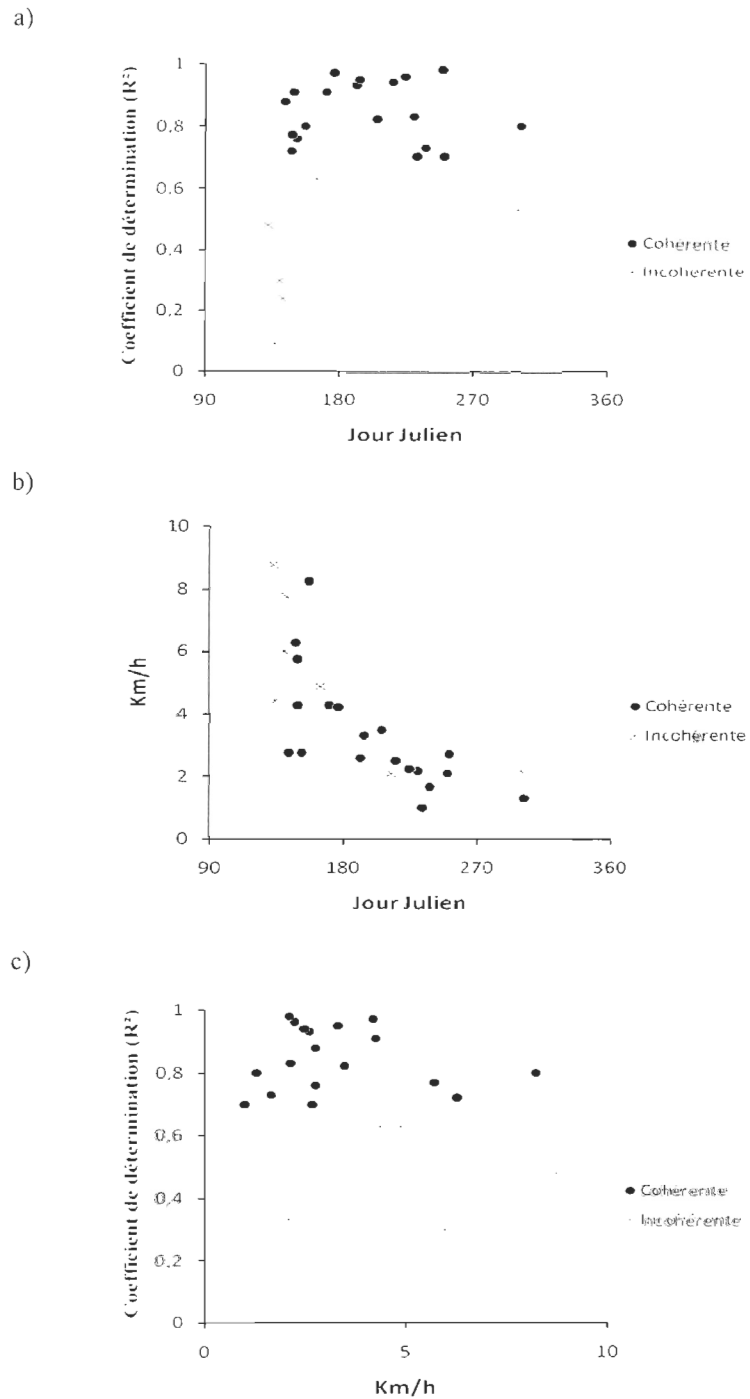 a)
Coefficient de détermination (R²)
1
0.8
0.6
0.4
0.2
0
90
180
270
360
Jour Julien
Cohérente
Incohérente
b)
Km/h
10
8
6
4
2
0
90
180
270
360
Jour Julien
Cohérente
Incohérente
c)
Coefficient de détermination (R²)
1
0,8
0,6
0,4
0,2
0
0
5
10
Km/h
Cohérente
Incohérente